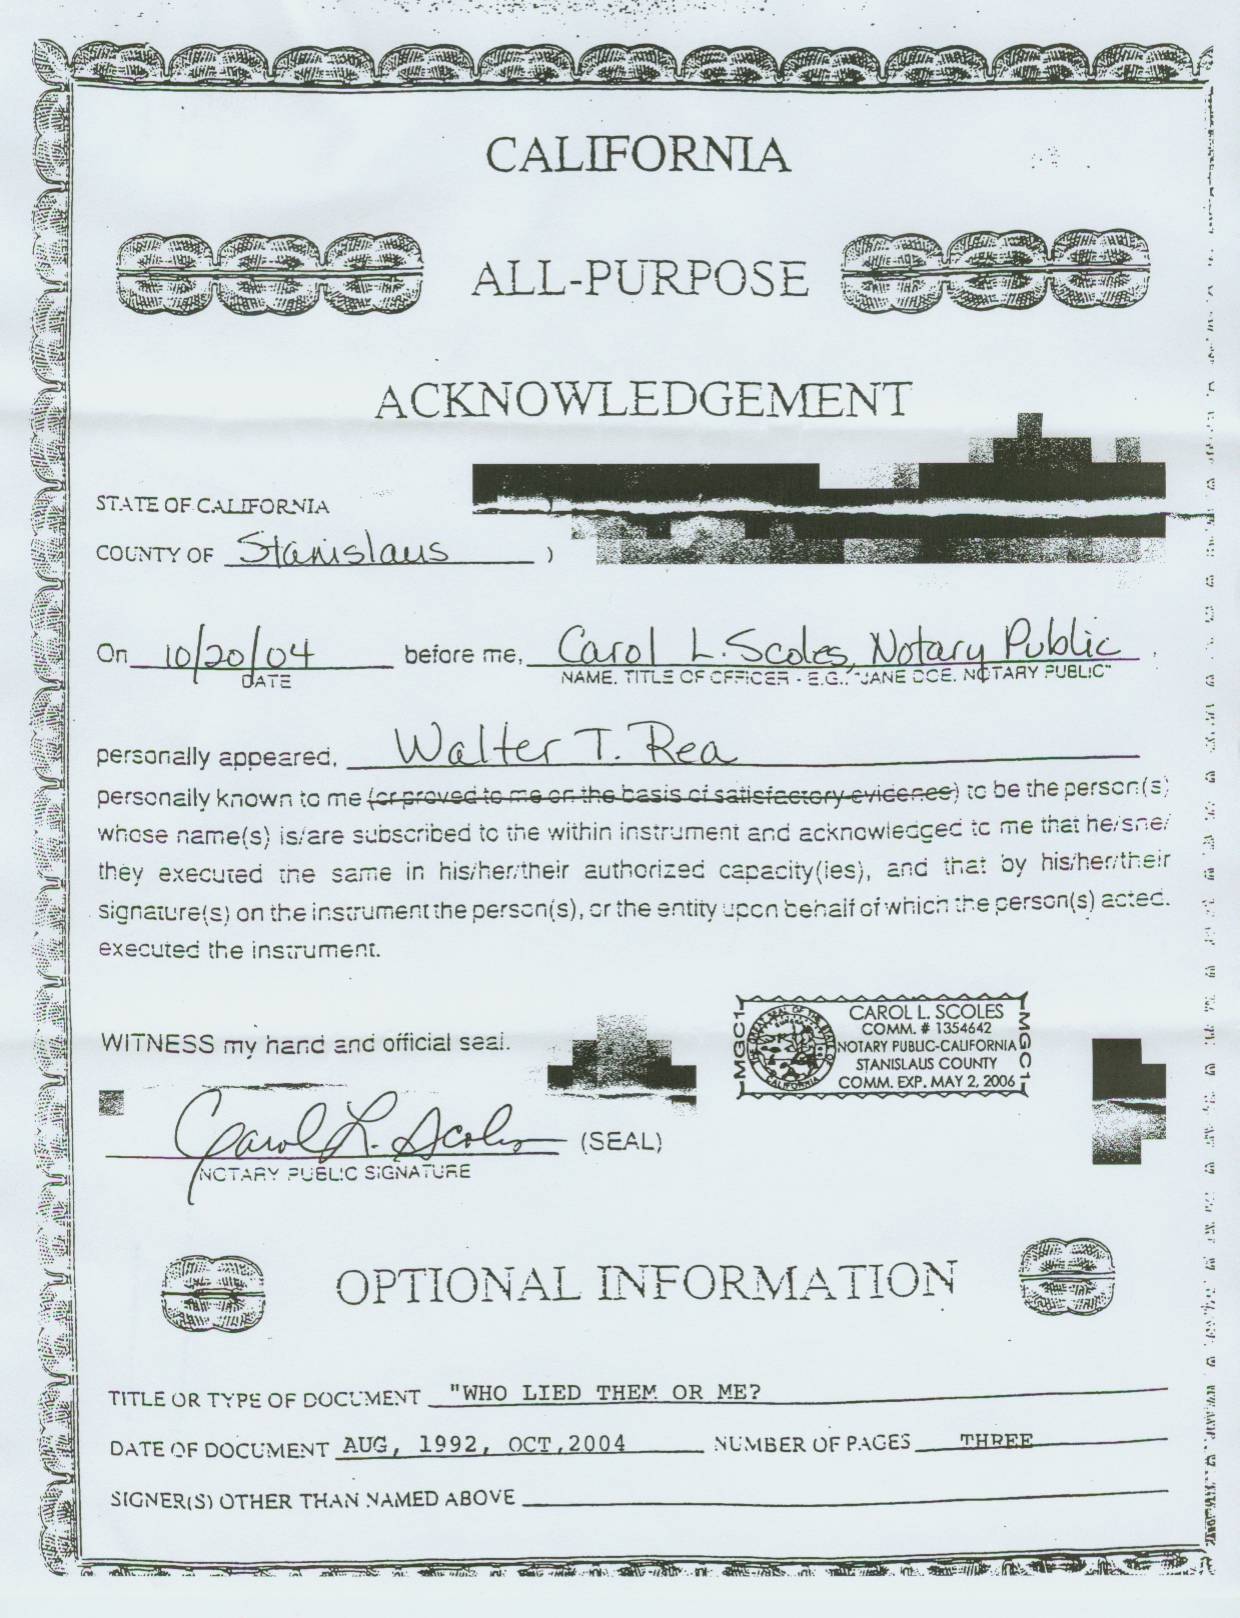 CALIFORNIA
ALL-PURPOSE
ACKNOWLEDGEMENT
STATE OF CALIFORNIA
COUNTY OF Stanislaus )
On 10/20/04 before me, Carol L. Scoles, Notary Public
DATE NAME, TITLE OF OFFICER - E.G., "JANE DOE, NOTARY PUBLIC"
personally appeared, Walter T. Rea
personally known to me (or proved to me on the basis of satisfactory evidence) to be the person(s)
whose name(s) is/are subscribed to the within instrument and acknowledged to me that he/she/
they executed the same in his/her/their authorized capacity(ies), and that by his/her/their
signature(s) on the instrument the person(s), or the entity upon behalf of which the person(s) acted,
executed the instrument.
WITNESS my hand and official seal.
Carol L. Scoles (SEAL)
NOTARY PUBLIC SIGNATURE
MGC1
THE GREAT SEAL OF THE STATE OF CALIFORNIA
CAROL L. SCOLES
COMM. # 1354642
NOTARY PUBLIC-CALIFORNIA
STANISLAUS COUNTY
COMM. EXP. MAY 2, 2006
MGC1
OPTIONAL INFORMATION
TITLE OR TYPE OF DOCUMENT "WHO LIED THEM OR ME?
DATE OF DOCUMENT AUG, 1992, OCT,2004 NUMBER OF PAGES THREE
SIGNER(S) OTHER THAN NAMED ABOVE